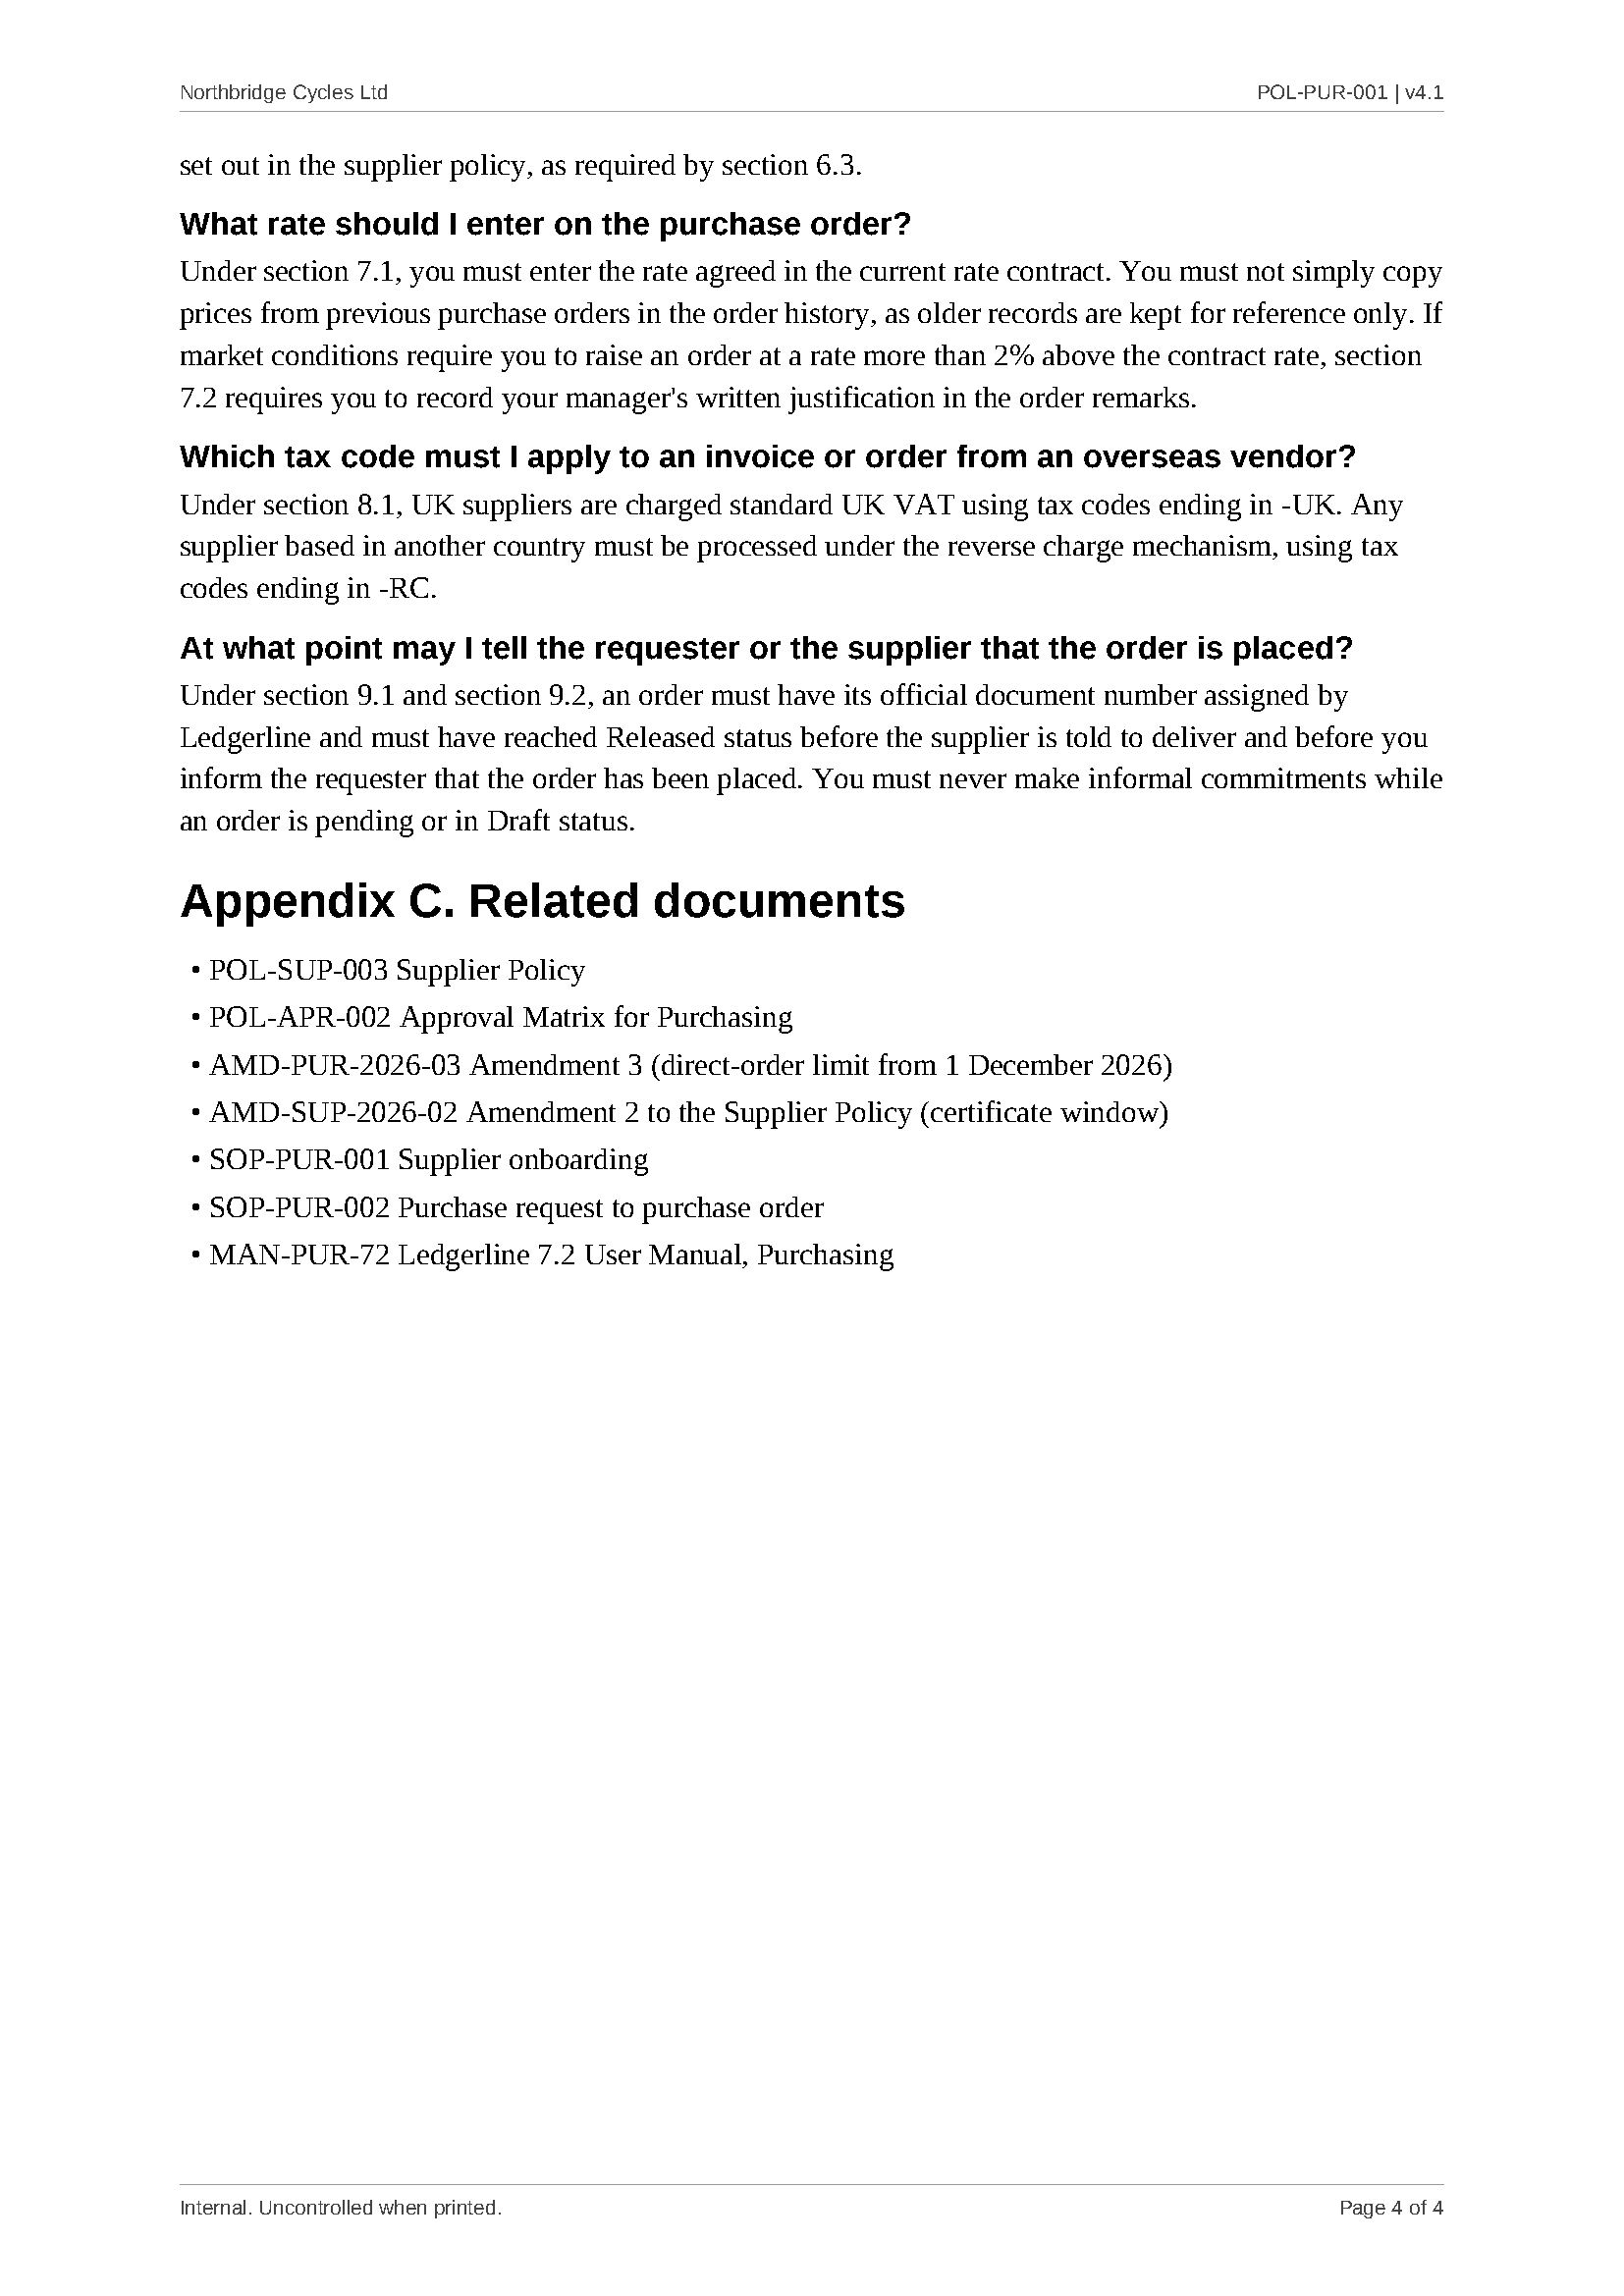 Northbridge Cycles Ltd
POL-PUR-001 | v4.1
set out in the supplier policy, as required by section 6.3.
What rate should I enter on the purchase order?
Under section 7.1, you must enter the rate agreed in the current rate contract. You must not simply copy
prices from previous purchase orders in the order history, as older records are kept for reference only. If
market conditions require you to raise an order at a rate more than 2% above the contract rate, section
7.2 requires you to record your manager's written justification in the order remarks.
Which tax code must I apply to an invoice or order from an overseas vendor?
Under section 8.1, UK suppliers are charged standard UK VAT using tax codes ending in -UK. Any
supplier based in another country must be processed under the reverse charge mechanism, using tax
codes ending in -RC.
At what point may I tell the requester or the supplier that the order is placed?
Under section 9.1 and section 9.2, an order must have its official document number assigned by
Ledgerline and must have reached Released status before the supplier is told to deliver and before you
inform the requester that the order has been placed. You must never make informal commitments while
an order is pending or in Draft status.
Appendix C. Related documents
• POL-SUP-003 Supplier Policy
• POL-APR-002 Approval Matrix for Purchasing
• AMD-PUR-2026-03 Amendment 3 (direct-order limit from 1 December 2026)
• AMD-SUP-2026-02 Amendment 2 to the Supplier Policy (certificate window)
• SOP-PUR-001 Supplier onboarding
• SOP-PUR-002 Purchase request to purchase order
• MAN-PUR-72 Ledgerline 7.2 User Manual, Purchasing
Internal. Uncontrolled when printed.
Page 4 of 4